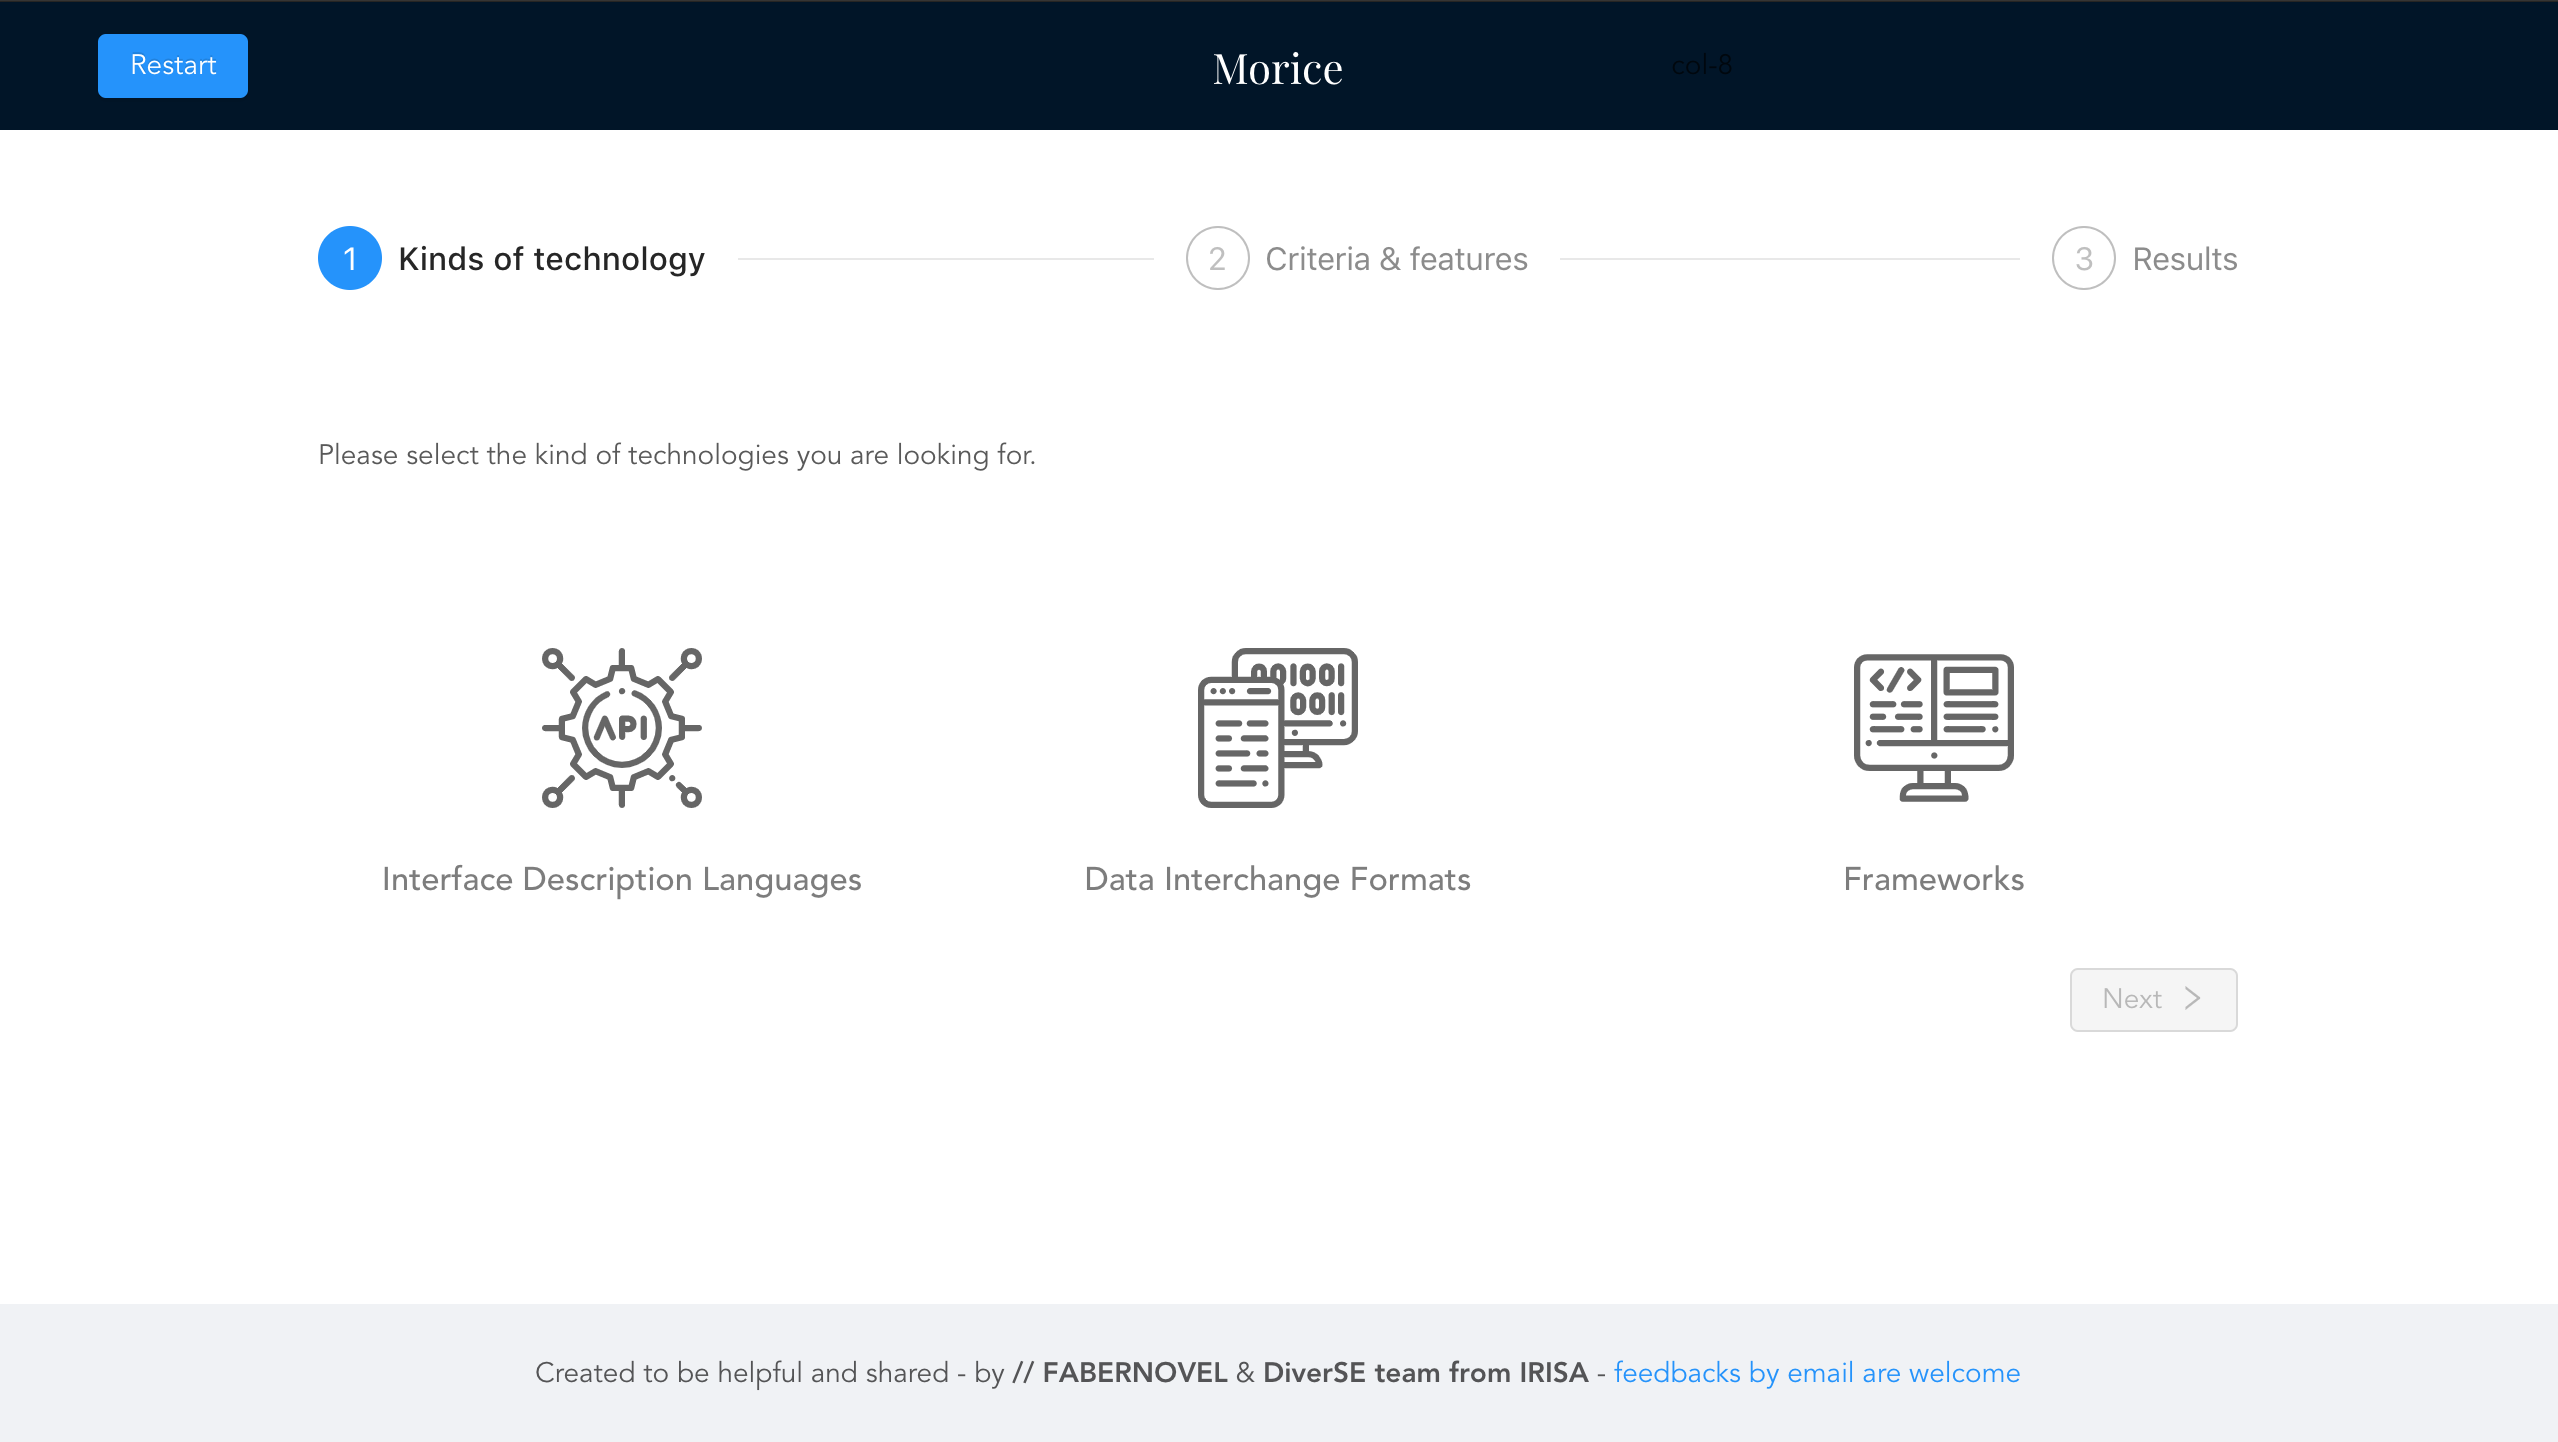 Restart
Morice
col-8
1 Kinds of technology
2 Criteria & features
3 Results
Please select the kind of technologies you are looking for.
API
001001
0011
</>
Interface Description Languages
Data Interchange Formats
Frameworks
Next >
Created to be helpful and shared - by // FABERNOVEL & DiverSE team from IRISA - feedbacks by email are welcome